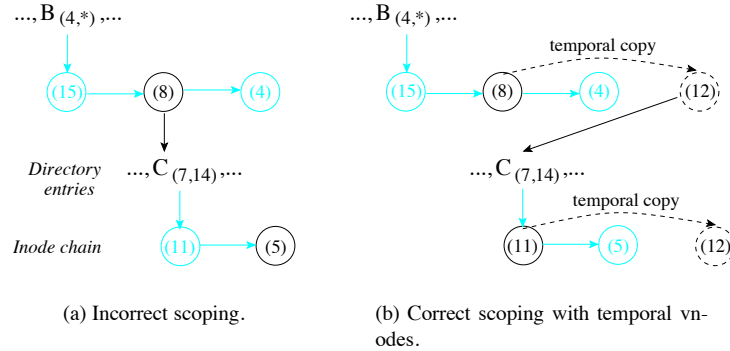 ..., B (4,*) ,...
(15)
(8)
(4)
Directory
entries
..., C (7,14) ,...
Inode chain
(11)
(5)
(a) Incorrect scoping.
..., B (4,*) ,...
temporal copy
(15)
(8)
(4)
(12)
..., C (7,14) ,...
temporal copy
(11)
(5)
(12)
(b) Correct scoping with temporal vn-
odes.